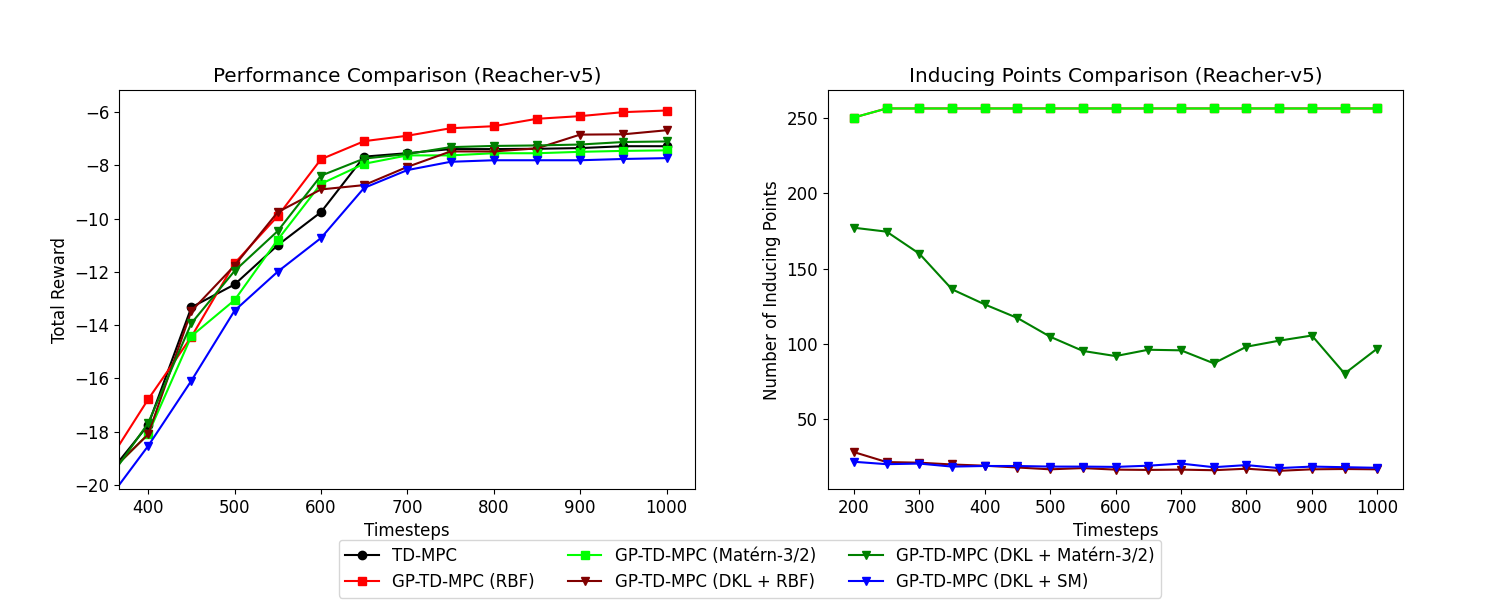 Performance Comparison (Reacher-v5)
Total Reward
−6
−8
−10
−12
−14
−16
−18
−20
400 500 600 700 800 900 1000
Timesteps
Inducing Points Comparison (Reacher-v5)
Number of Inducing Points
250
200
150
100
50
200 300 400 500 600 700 800 900 1000
Timesteps
TD-MPC GP-TD-MPC (Matérn-3/2) GP-TD-MPC (DKL + Matérn-3/2)
GP-TD-MPC (RBF) GP-TD-MPC (DKL + RBF) GP-TD-MPC (DKL + SM)